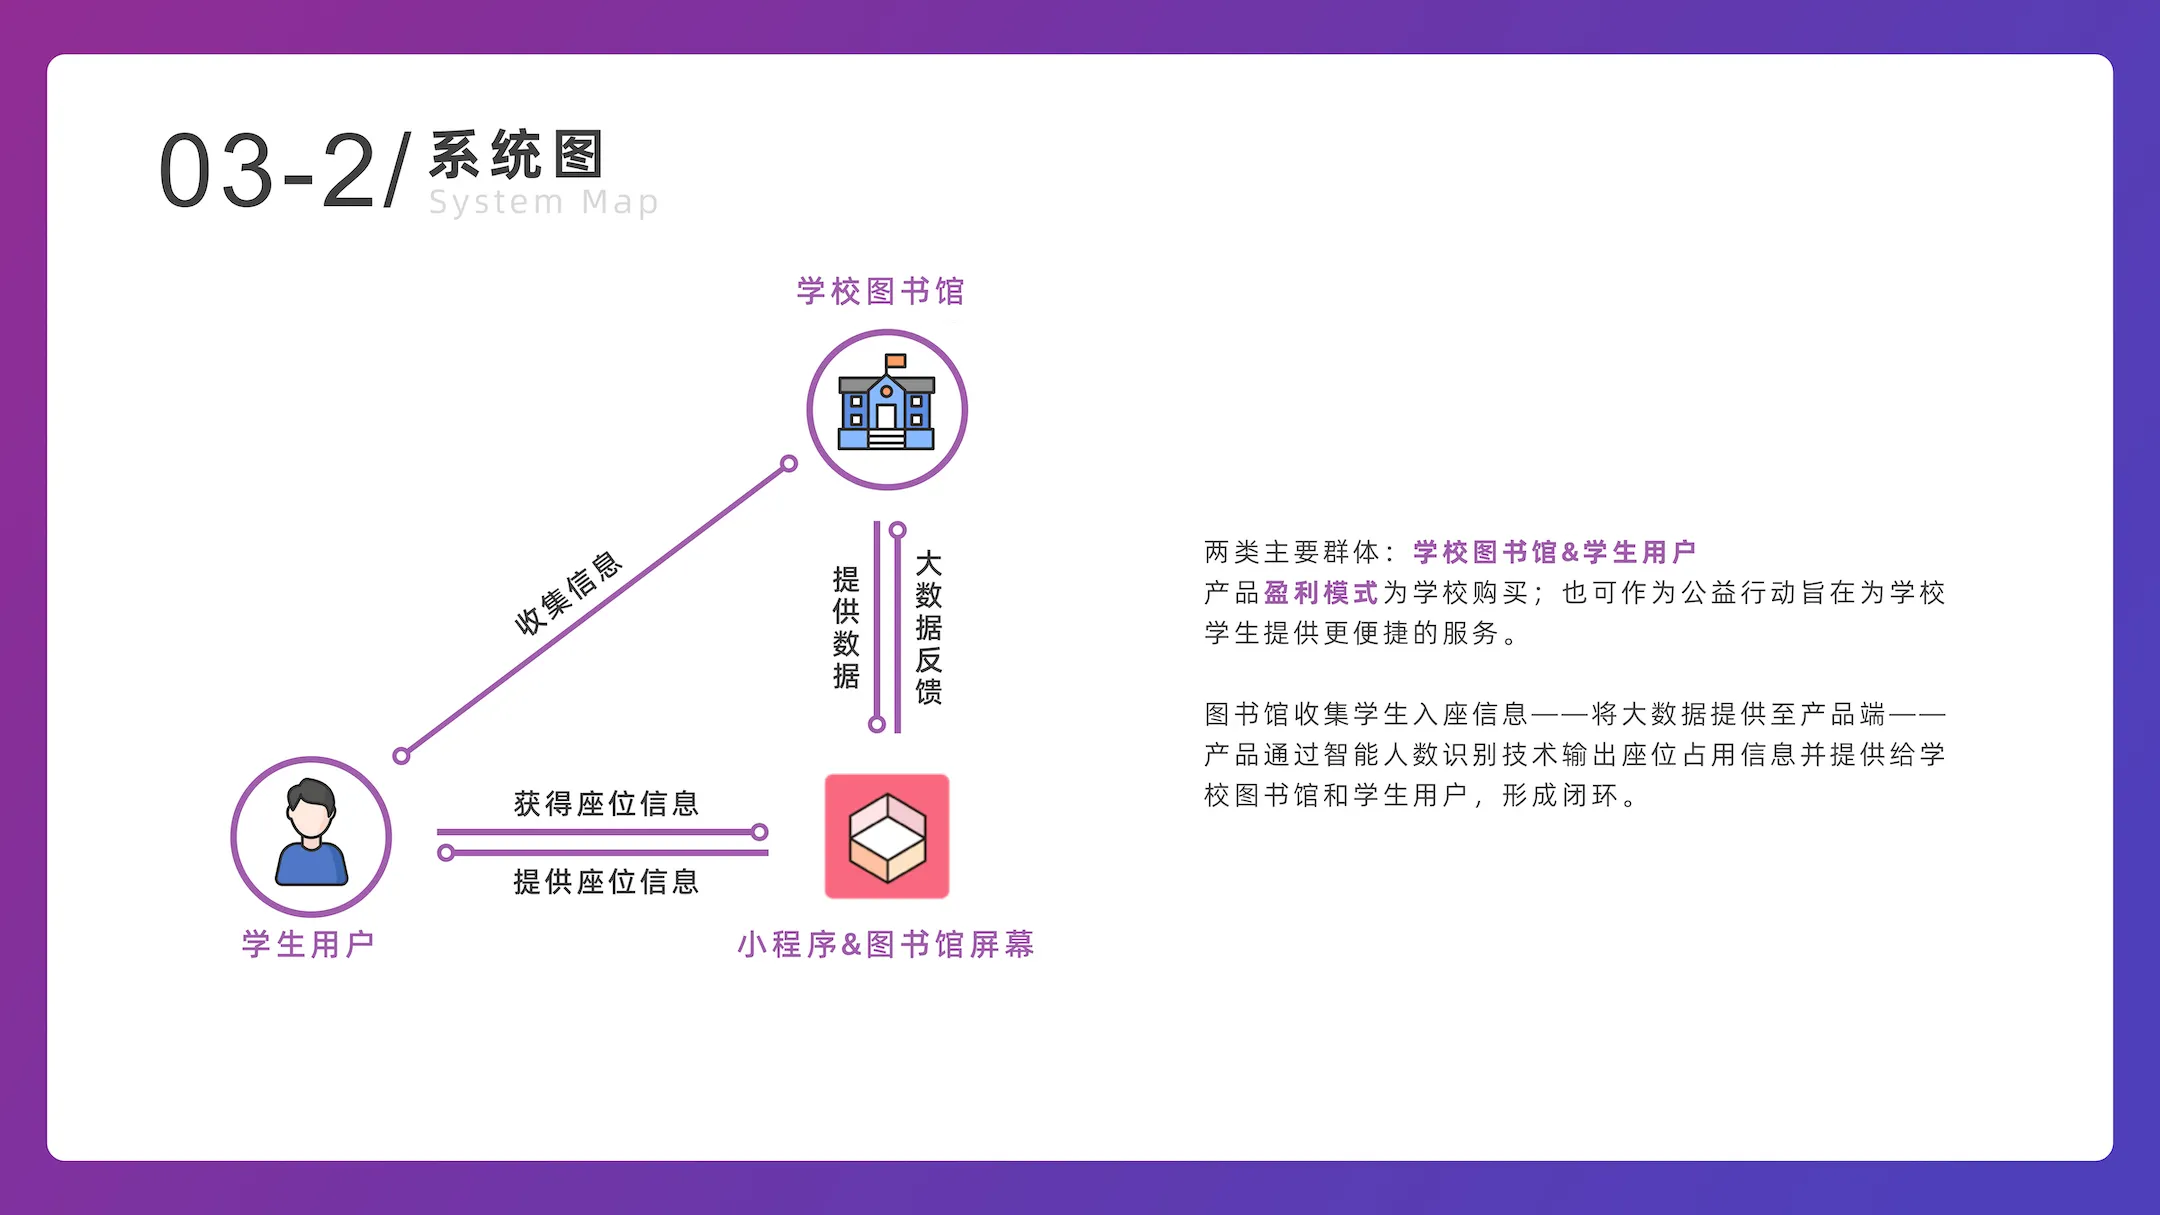 03-2/
系统图
System Map
学校图书馆
收集信息
提供数据
大数据反馈
获得座位信息
提供座位信息
学生用户
小程序&图书馆屏幕
两类主要群体：学校图书馆&学生用户
产品盈利模式为学校购买；也可作为公益行动旨在为学校
学生提供更便捷的服务。
图书馆收集学生入座信息——将大数据提供至产品端——
产品通过智能人数识别技术输出座位占用信息并提供给学
校图书馆和学生用户，形成闭环。